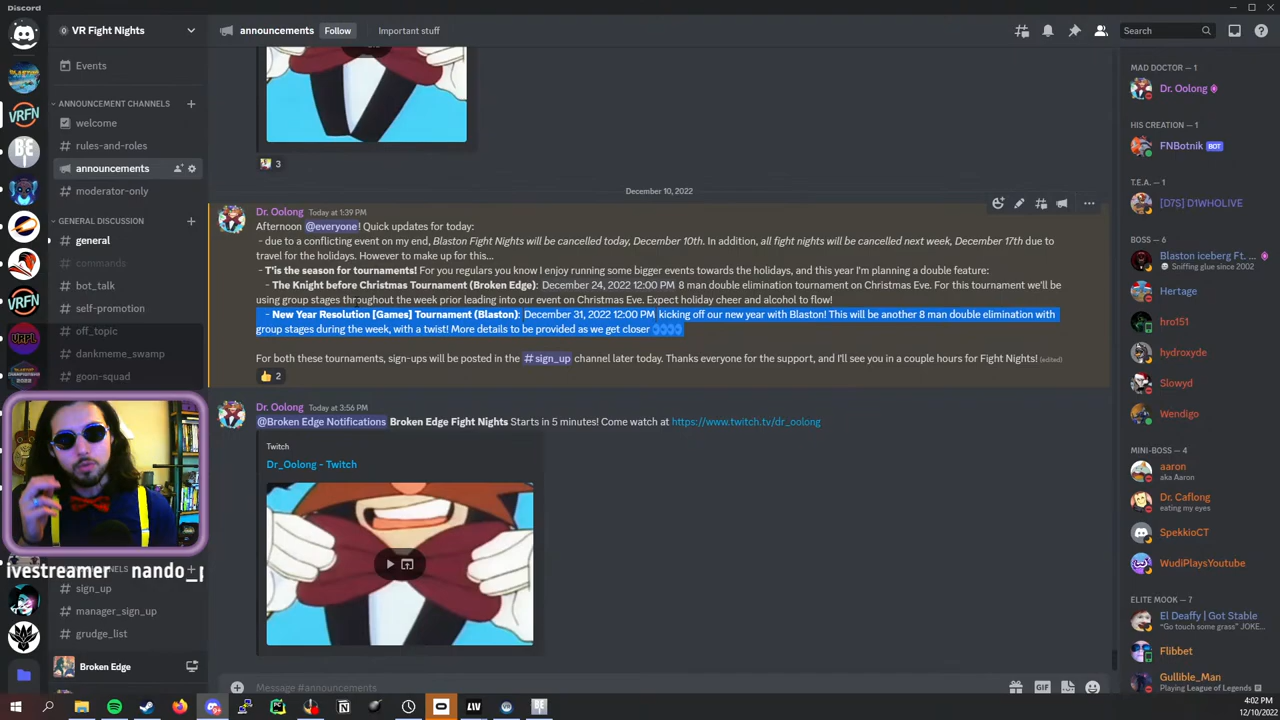 Discord
VR Fight Nights
announcements
Follow
Important stuff
Search
Events
ANNOUNCEMENT CHANNELS
welcome
rules-and-roles
announcements
moderator-only
GENERAL DISCUSSION
general
commands
bot_talk
self-promotion
off_topic
dankmeme_swamp
goon-squad
ivestreamer nando_p
sign_up
manager_sign_up
grudge_list
Broken Edge
3
December 10, 2022
Dr. Oolong Today at 1:39 PM
Afternoon @everyone! Quick updates for today:
- due to a conflicting event on my end, Blaston Fight Nights will be cancelled today, December 10th. In addition, all fight nights will be cancelled next week, December 17th due to
travel for the holidays. However to make up for this...
- T'is the season for tournaments! For you regulars you know I enjoy running some bigger events towards the holidays, and this year I'm planning a double feature:
- The Knight before Christmas Tournament (Broken Edge): December 24, 2022 12:00 PM 8 man double elimination tournament on Christmas Eve. For this tournament we'll be
using group stages throughout the week prior leading into our event on Christmas Eve. Expect holiday cheer and alcohol to flow!
- New Year Resolution [Games] Tournament (Blaston): December 31, 2022 12:00 PM kicking off our new year with Blaston! This will be another 8 man double elimination with
group stages during the week, with a twist! More details to be provided as we get closer
For both these tournaments, sign-ups will be posted in the # sign_up channel later today. Thanks everyone for the support, and I'll see you in a couple hours for Fight Nights! (edited)
2
Dr. Oolong Today at 3:56 PM
@Broken Edge Notifications Broken Edge Fight Nights Starts in 5 minutes! Come watch at https://www.twitch.tv/dr_oolong
Twitch
Dr_Oolong - Twitch
Message #announcements
GIF
MAD DOCTOR — 1
Dr. Oolong
HIS CREATION — 1
FNBotnik BOT
T.E.A. — 1
[D7S] D1WHOLIVE
BOSS — 6
Blaston iceberg Ft. ...
Sniffing glue since 2002
Hertage
hro151
hydroxyde
Slowyd
Wendigo
MINI-BOSS — 4
aaron
aka Aaron
Dr. Caflong
eating my eyes
SpekkioCT
WudiPlaysYoutube
ELITE MOOK — 7
El Deaffy | Got Stable
"Go touch some grass" JOKE...
Flibbet
Gullible_Man
Playing League of Legends
4:02 PM
12/10/2022